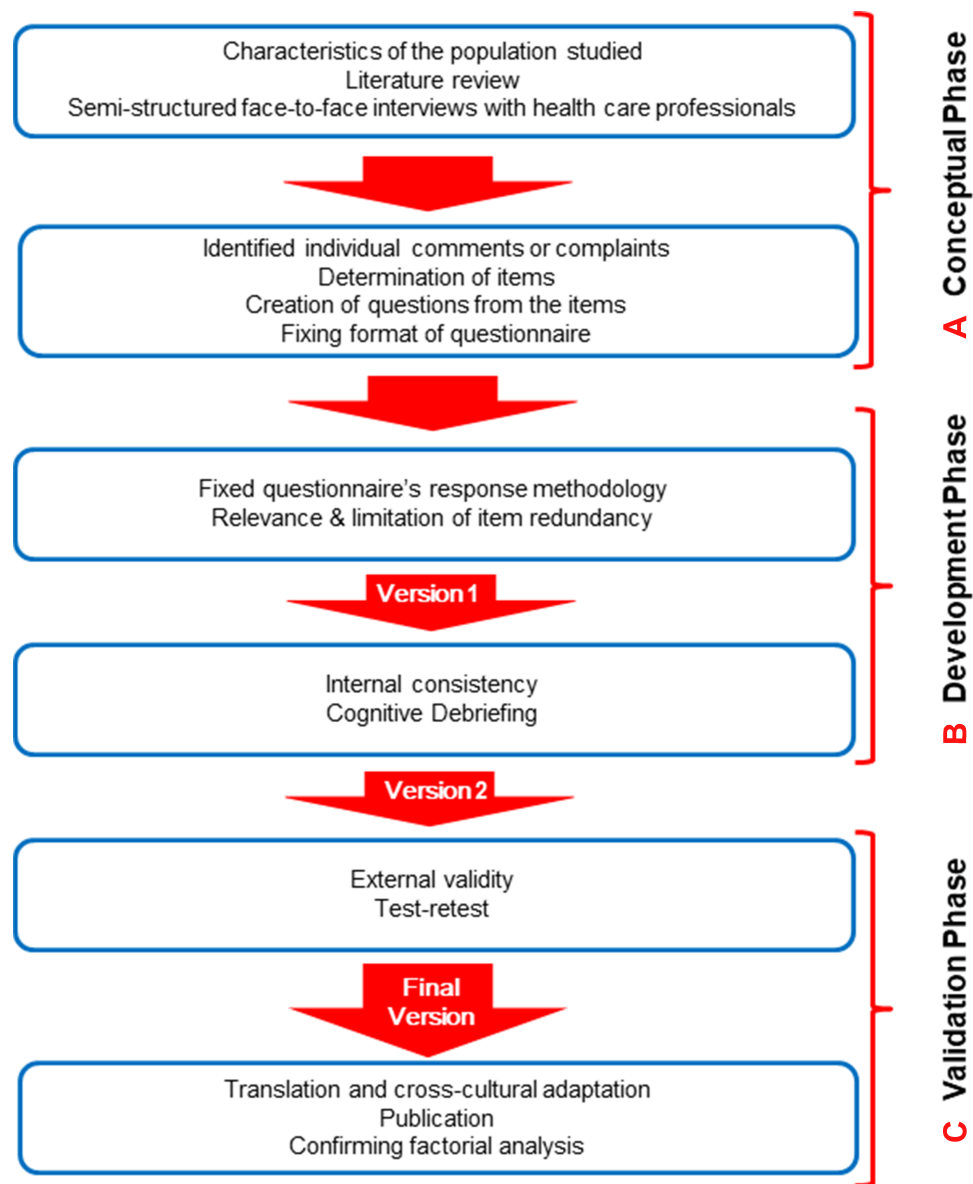 Characteristics of the population studied
Literature review
Semi-structured face-to-face interviews with health care professionals
Identified individual comments or complaints
Determination of items
Creation of questions from the items
Fixing format of questionnaire
A Conceptual Phase
Fixed questionnaire's response methodology
Relevance & limitation of item redundancy
Version 1
Internal consistency
Cognitive Debriefing
B Development Phase
Version 2
External validity
Test-retest
Final
Version
Translation and cross-cultural adaptation
Publication
Confirming factorial analysis
C Validation Phase